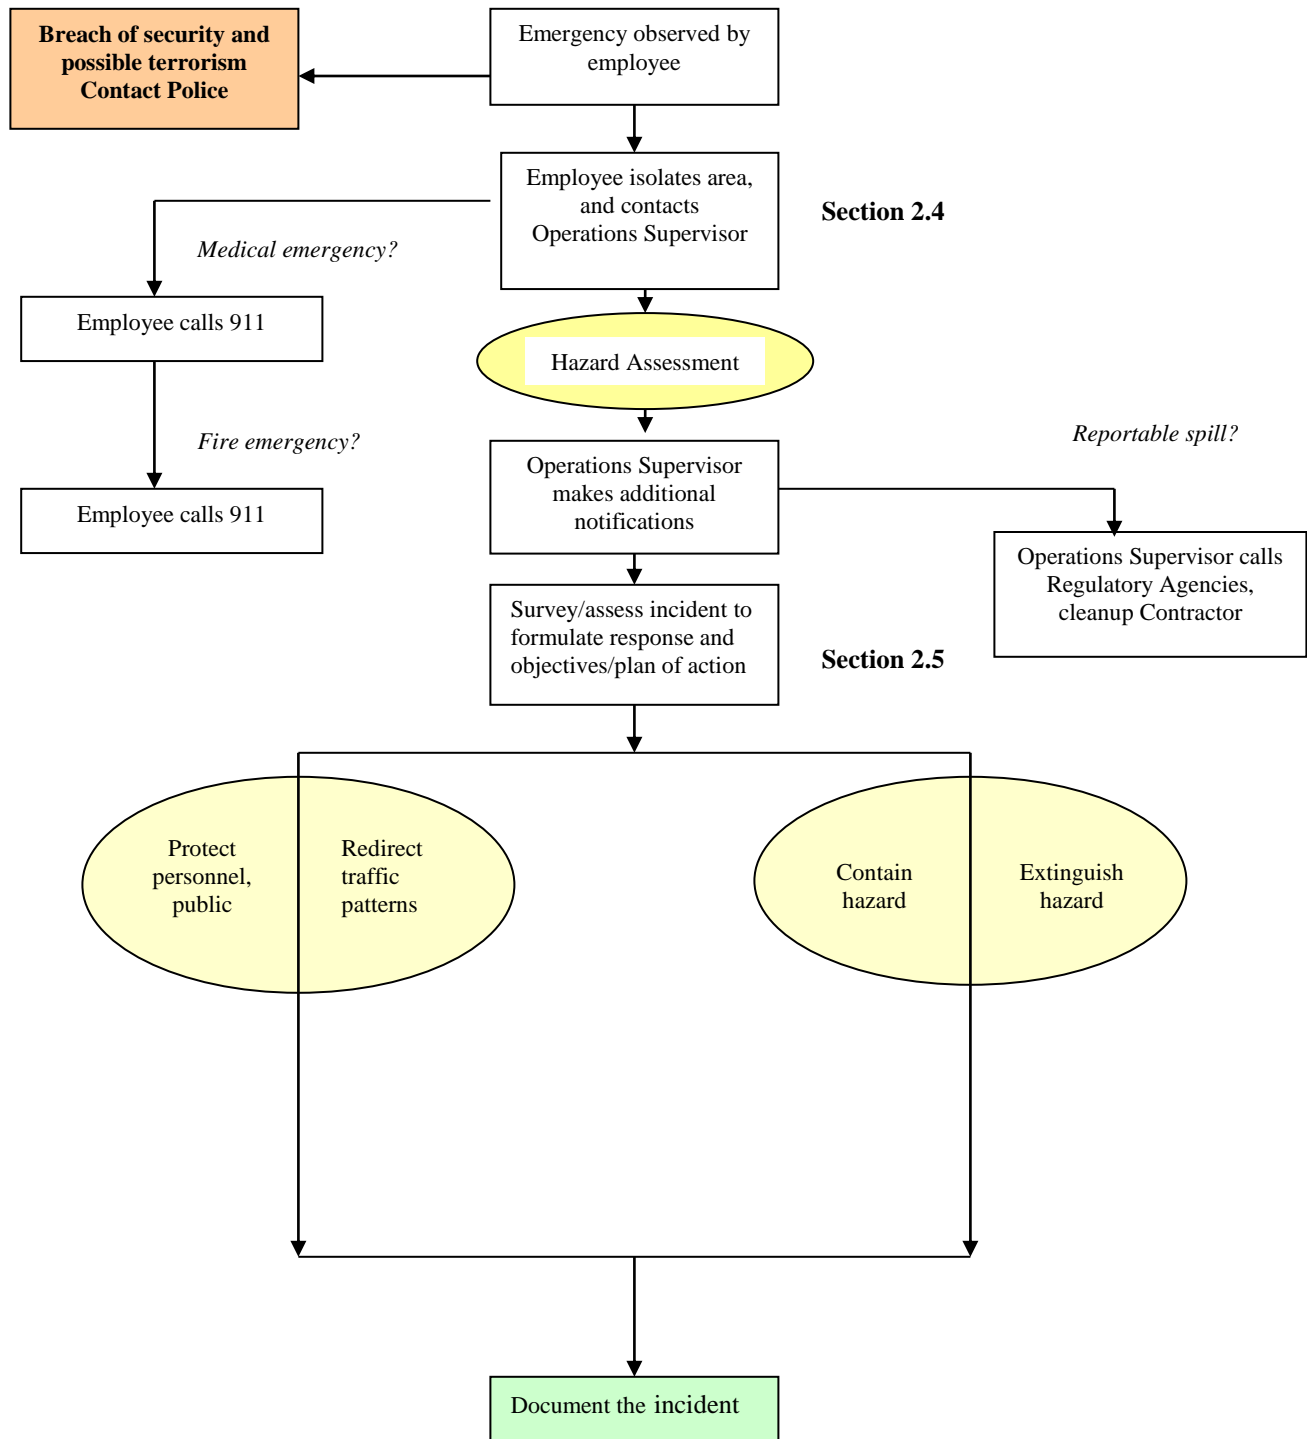 Breach of security and
possible terrorism
Contact Police
Emergency observed by
employee
Employee isolates area,
and contacts
Operations Supervisor
Section 2.4
Medical emergency?
Employee calls 911
Hazard Assessment
Fire emergency?
Employee calls 911
Operations Supervisor
makes additional
notifications
Reportable spill?
Operations Supervisor calls
Regulatory Agencies,
cleanup Contractor
Survey/assess incident to
formulate response and
objectives/plan of action
Section 2.5
Protect
personnel,
public
Redirect
traffic
patterns
Contain
hazard
Extinguish
hazard
Document the incident